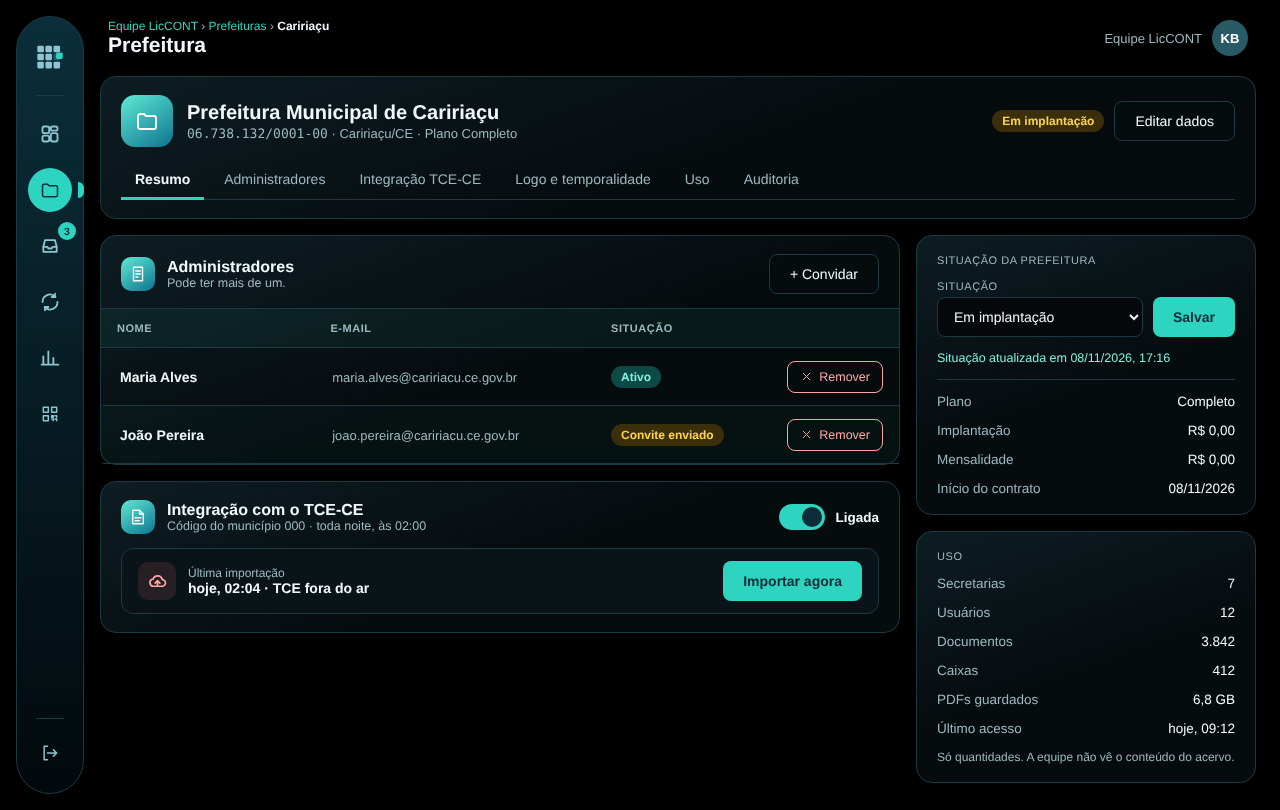 Equipe LicCONT › Prefeituras › Caririaçu
Prefeitura
Equipe LicCONT
KB
Prefeitura Municipal de Caririaçu
06.738.132/0001-00 · Caririaçu/CE · Plano Completo
Em implantação
Editar dados
Resumo
Administradores
Integração TCE-CE
Logo e temporalidade
Uso
Auditoria
3
Administradores
Pode ter mais de um.
+ Convidar
NOME E-MAIL SITUAÇÃO
Maria Alves maria.alves@caririacu.ce.gov.br Ativo Remover
João Pereira joao.pereira@caririacu.ce.gov.br Convite enviado Remover
Integração com o TCE-CE
Código do município 000 · toda noite, às 02:00
Ligada
Última importação
hoje, 02:04 · TCE fora do ar
Importar agora
SITUAÇÃO DA PREFEITURA
SITUAÇÃO
Em implantação
Salvar
Situação atualizada em 08/11/2026, 17:16
Plano Completo
Implantação R$ 0,00
Mensalidade R$ 0,00
Início do contrato 08/11/2026
USO
Secretarias 7
Usuários 12
Documentos 3.842
Caixas 412
PDFs guardados 6,8 GB
Último acesso hoje, 09:12
Só quantidades. A equipe não vê o conteúdo do acervo.